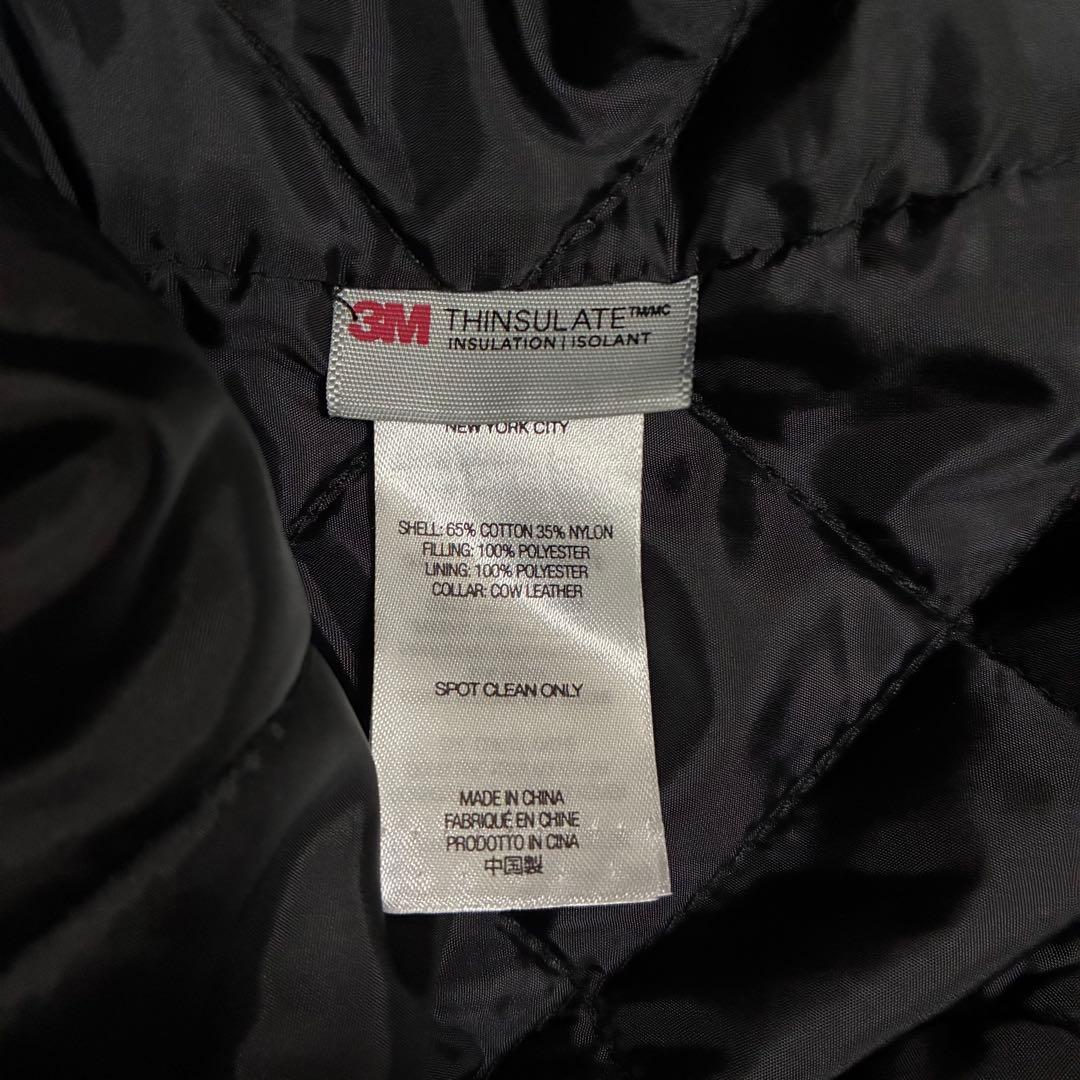 3M THINSULATE™/MC
INSULATION | ISOLANT
NEW YORK CITY
SHELL: 65% COTTON 35% NYLON
FILLING: 100% POLYESTER
LINING: 100% POLYESTER
COLLAR: COW LEATHER
SPOT CLEAN ONLY
MADE IN CHINA
FABRIQUÉ EN CHINE
PRODOTTO IN CINA
中国製